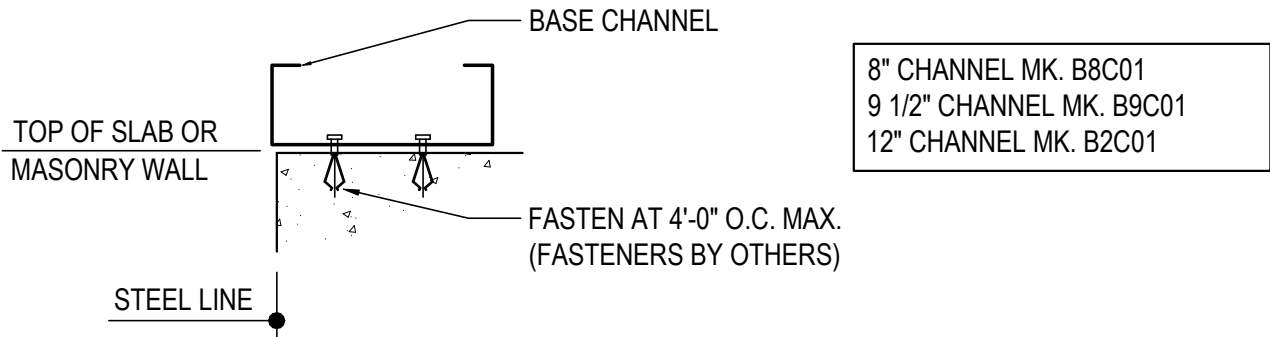 BASE CHANNEL
8" CHANNEL MK. B8C01
9 1/2" CHANNEL MK. B9C01
12" CHANNEL MK. B2C01
TOP OF SLAB OR
MASONRY WALL
FASTEN AT 4'-0" O.C. MAX.
(FASTENERS BY OTHERS)
STEEL LINE